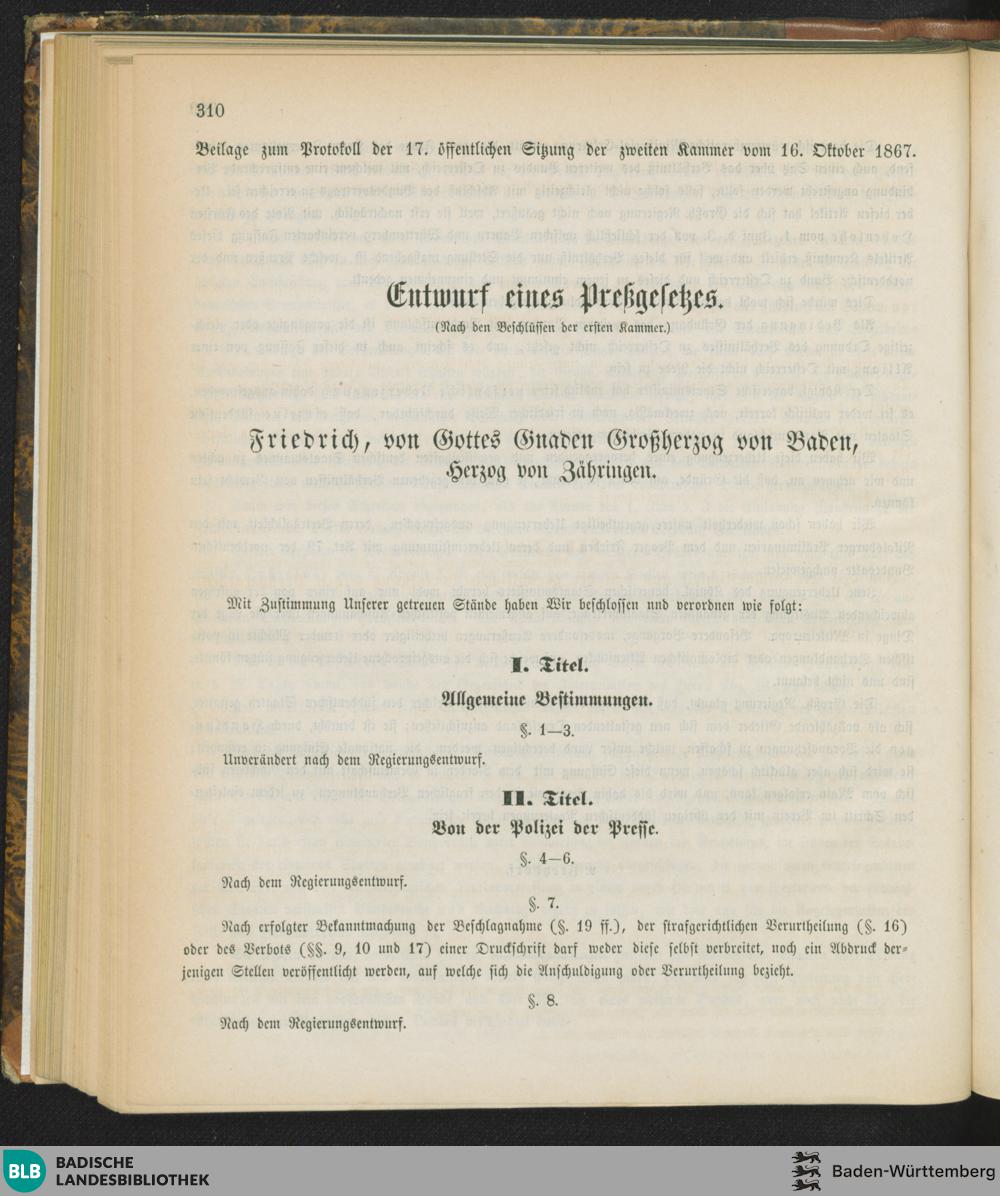 310
Beilage zum Protokoll der 17. öffentlichen Sitzung der zweiten Kammer vom 16. Oktober 1867.
Entwurf eines Preßgesetzes.
(Nach den Beschlüssen der ersten Kammer.)
Friedrich, von Gottes Gnaden Großherzog von Baden,
Herzog von Zähringen.
Mit Zustimmung Unserer getreuen Stände haben Wir beschlossen und verordnen wie folgt:
I. Titel.
Allgemeine Bestimmungen.
§. 1—3.
Unverändert nach dem Regierungsentwurf.
II. Titel.
Von der Polizei der Presse.
§. 4—6.
Nach dem Regierungsentwurf.
§. 7.
Nach erfolgter Bekanntmachung der Beschlagnahme (§. 19 ff.), der strafgerichtlichen Verurtheilung (§. 16)
oder des Verbots (§§. 9, 10 und 17) einer Druckschrift darf weder diese selbst verbreitet, noch ein Abdruck der-
jenigen Stellen veröffentlicht werden, auf welche sich die Anschuldigung oder Verurtheilung bezieht.
§. 8.
Nach dem Regierungsentwurf.
BLB
BADISCHE
LANDESBIBLIOTHEK
Baden-Württemberg